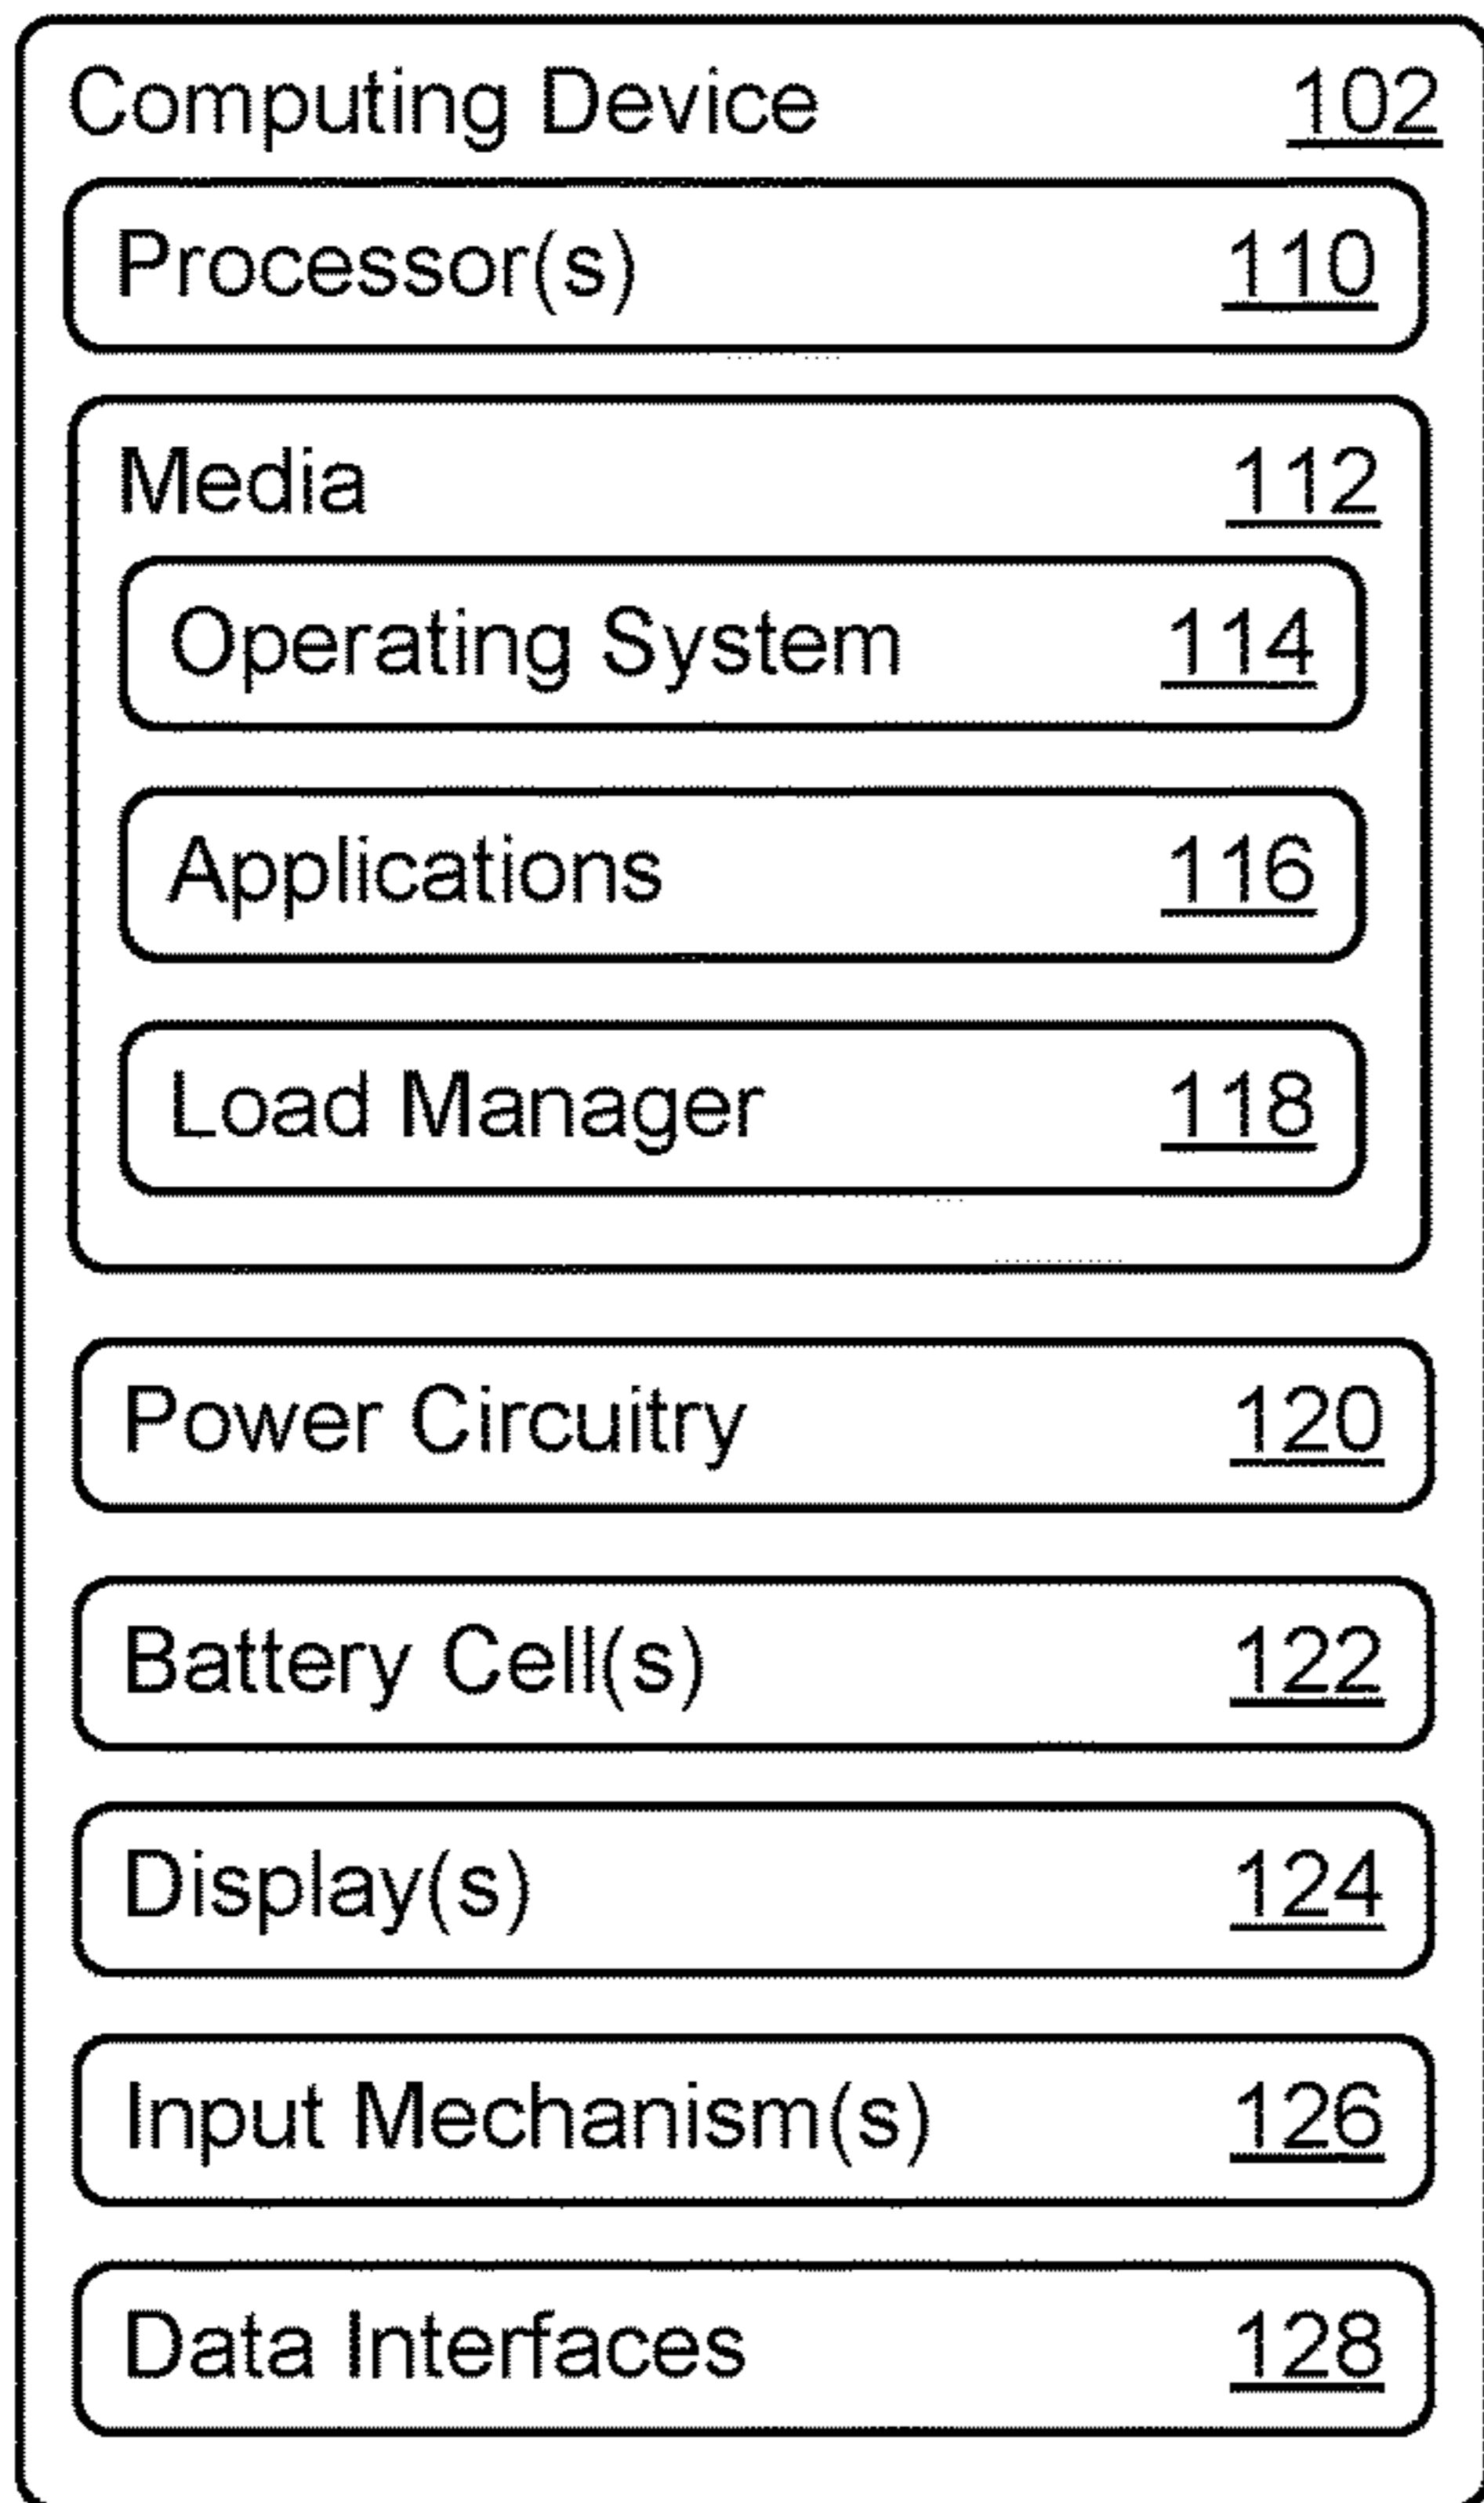 Computing Device 102
Processor(s) 110
Media 112
Operating System 114
Applications 116
Load Manager 118
Power Circuitry 120
Battery Cell(s) 122
Display(s) 124
Input Mechanism(s) 126
Data Interfaces 128